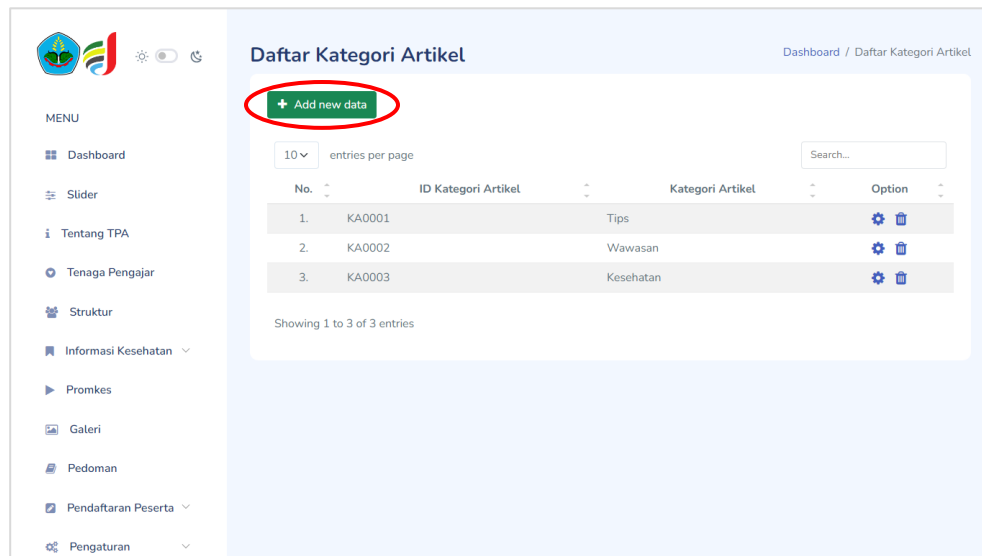 Daftar Kategori Artikel
Dashboard / Daftar Kategori Artikel
MENU
Dashboard
Slider
Tentang TPA
Tenaga Pengajar
Struktur
Informasi Kesehatan
Promkes
Galeri
Pedoman
Pendaftaran Peserta
Pengaturan
Add new data
10 entries per page
Search...
No. ID Kategori Artikel Kategori Artikel Option
1. KA0001 Tips
2. KA0002 Wawasan
3. KA0003 Kesehatan
Showing 1 to 3 of 3 entries